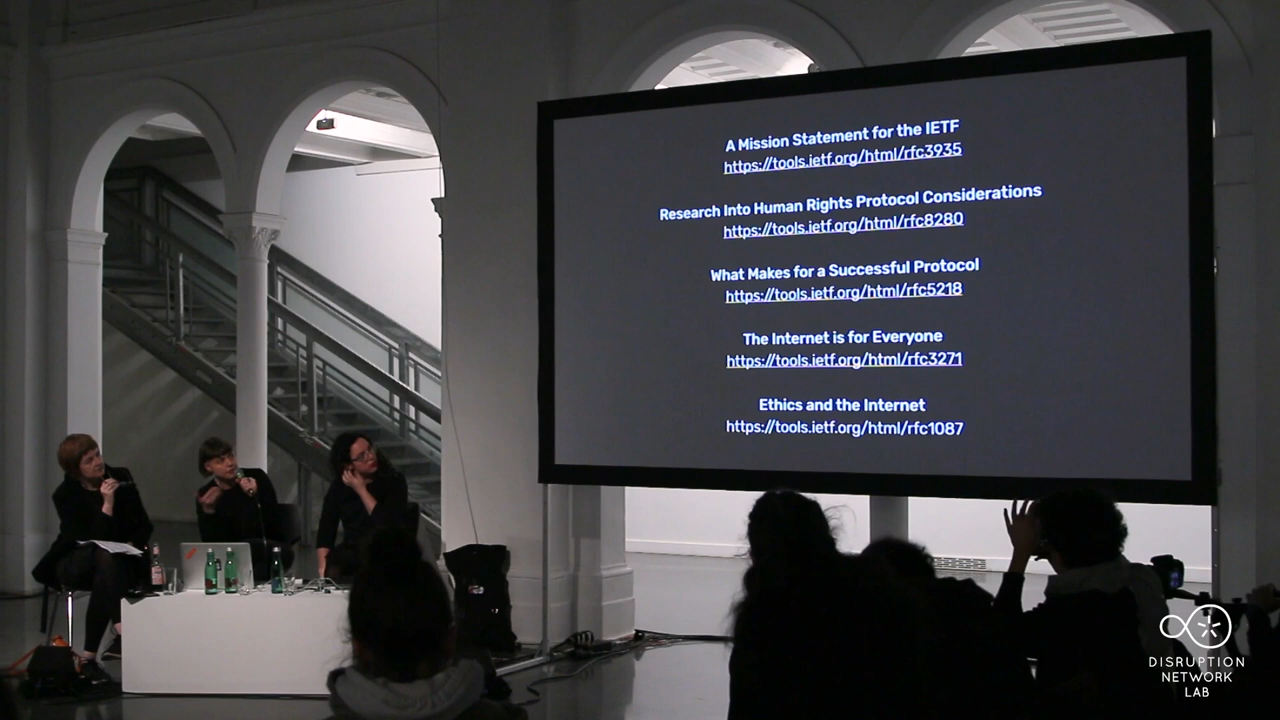 A Mission Statement for the IETF
https://tools.ietf.org/html/rfc3935
Research Into Human Rights Protocol Considerations
https://tools.ietf.org/html/rfc8280
What Makes for a Successful Protocol
https://tools.ietf.org/html/rfc5218
The Internet is for Everyone
https://tools.ietf.org/html/rfc3271
Ethics and the Internet
https://tools.ietf.org/html/rfc1087
DISRUPTION
NETWORK
LAB